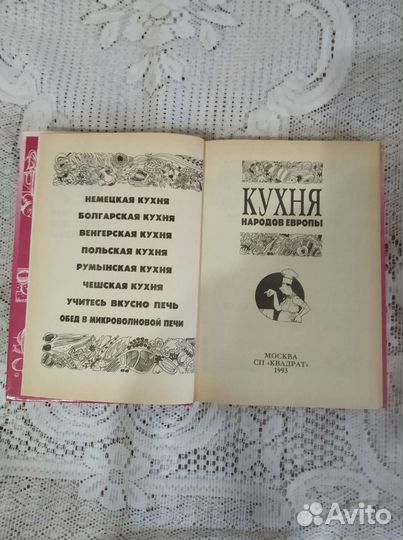 НЕМЕЦКАЯ КУХНЯ
БОЛГАРСКАЯ КУХНЯ
ВЕНГЕРСКАЯ КУХНЯ
ПОЛЬСКАЯ КУХНЯ
РУМЫНСКАЯ КУХНЯ
ЧЕШСКАЯ КУХНЯ
УЧИТЕСЬ ВКУСНО ПЕЧЬ
ОБЕД В МИКРОВОЛНОВОЙ ПЕЧИ
КУХНЯ
НАРОДОВ ЕВРОПЫ
МОСКВА
СП «КВАДРАТ»
1993
Avito